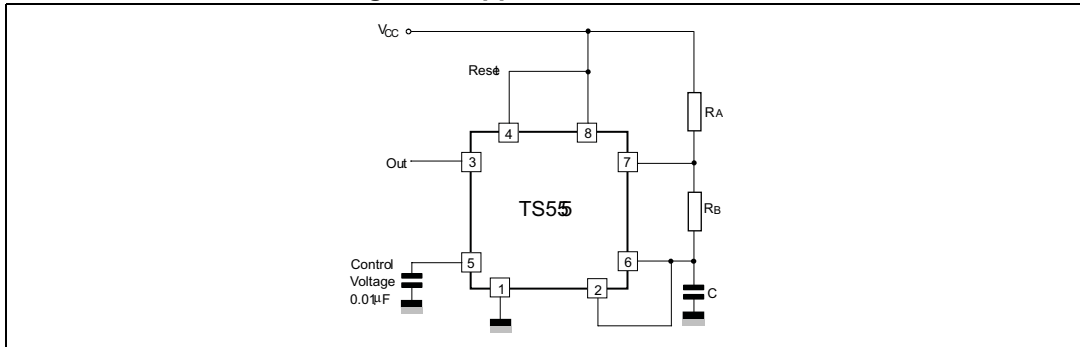 VCC
Reset
RA
4
8
Out
3
7
TS555
RB
Control
Voltage
0.01µF
5
6
1
2
C